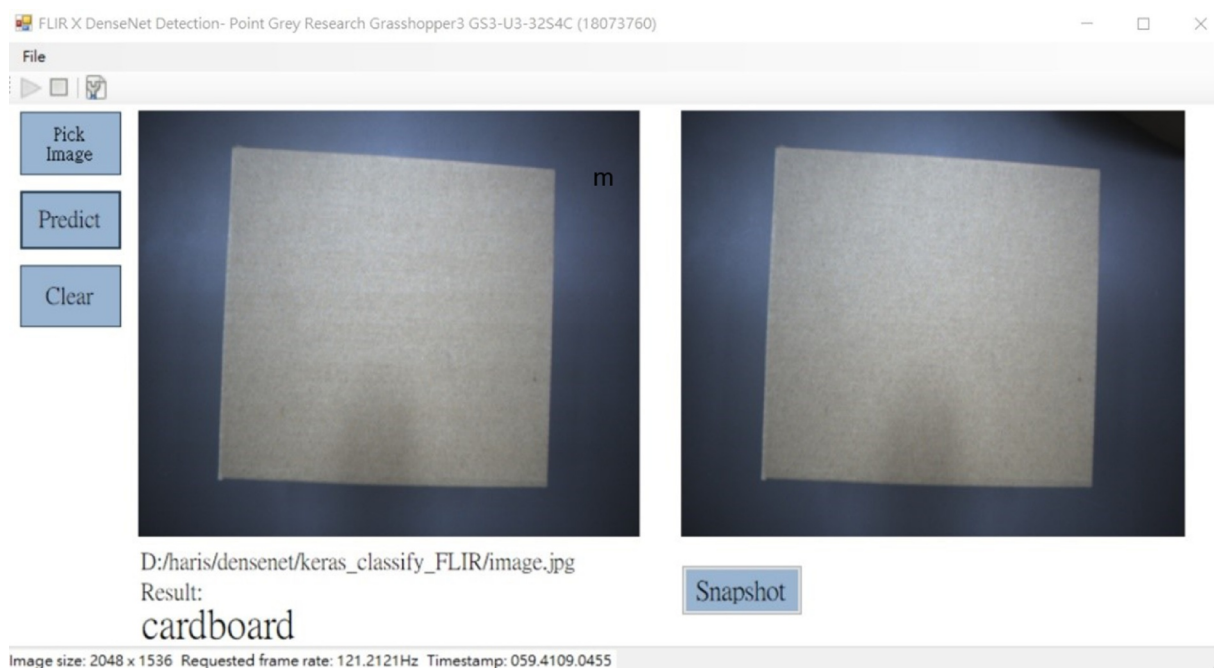 FLIR X DenseNet Detection- Point Grey Research Grasshopper3 GS3-U3-32S4C (18073760)
File
Pick
Image
Predict
Clear
m
D:/haris/densenet/keras_classify_FLIR/image.jpg
Result:
cardboard
Snapshot
Image size: 2048 x 1536 Requested frame rate: 121.2121Hz Timestamp: 059.4109.0455